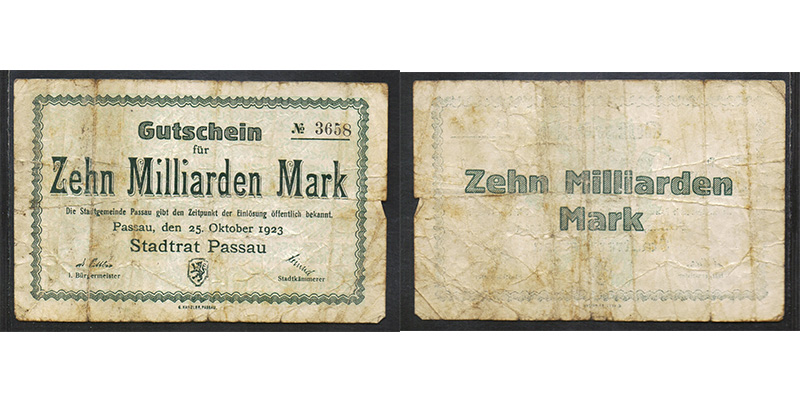 Gutschein
№ 3658
für
Zehn Milliarden Mark
Die Stadtgemeinde Passau gibt den Zeitpunkt der Einlösung öffentlich bekannt.
Passau, den 25. Oktober 1923
Stadtrat Passau
1. Bürgermeister
Stadtkämmerer
Zehn Milliarden
Mark